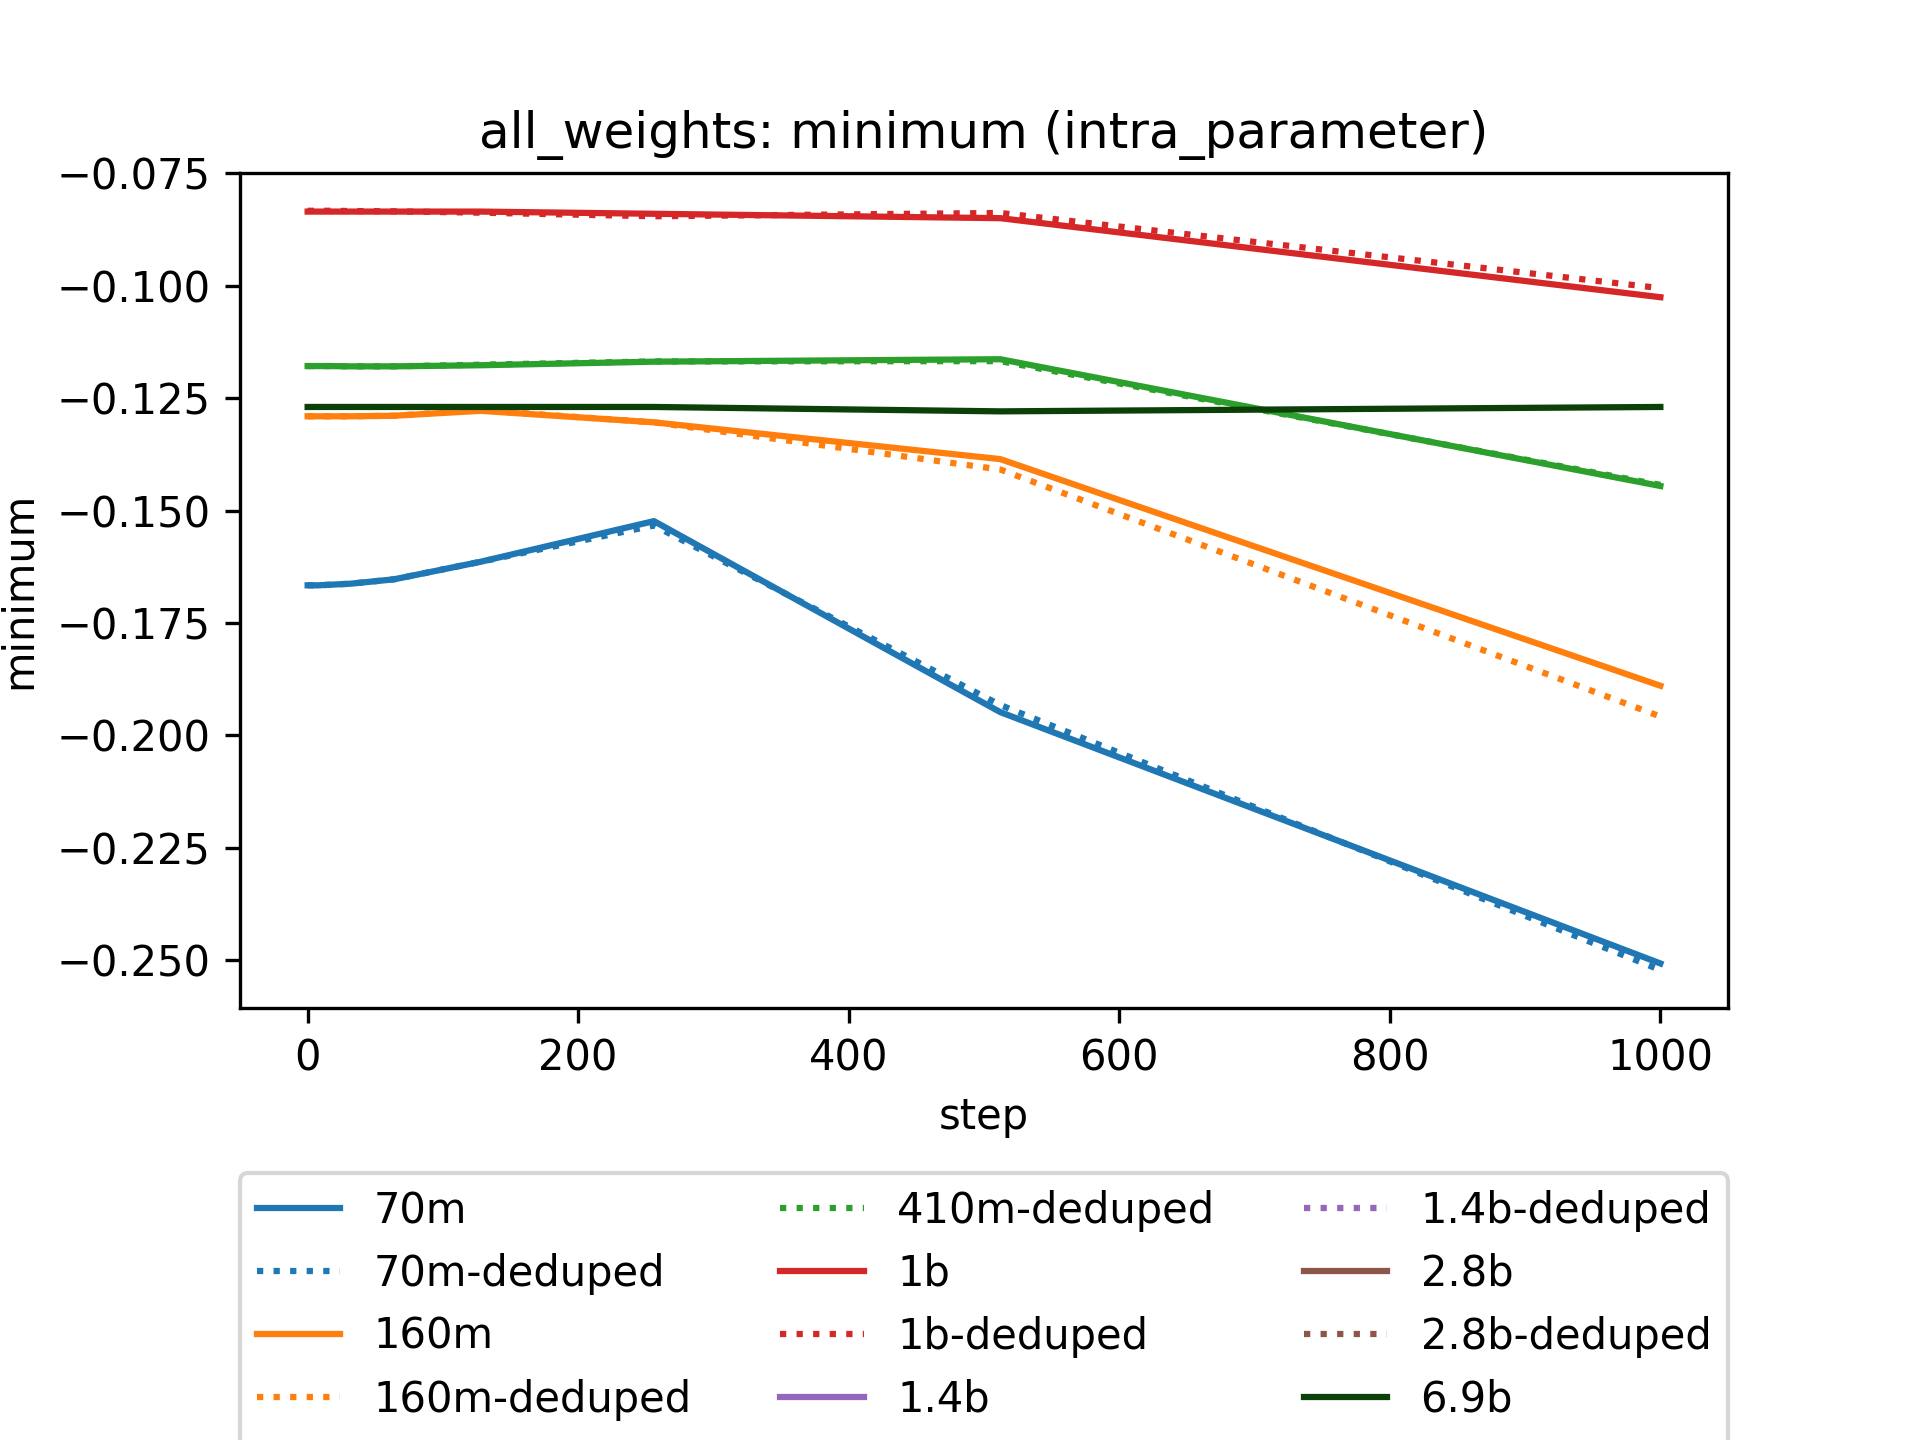 all_weights: minimum (intra_parameter)
−0.075
−0.100
−0.125
−0.150
−0.175
−0.200
−0.225
−0.250
minimum
0 200 400 600 800 1000
step
70m 410m-deduped 1.4b-deduped
70m-deduped 1b 2.8b
160m 1b-deduped 2.8b-deduped
160m-deduped 1.4b 6.9b